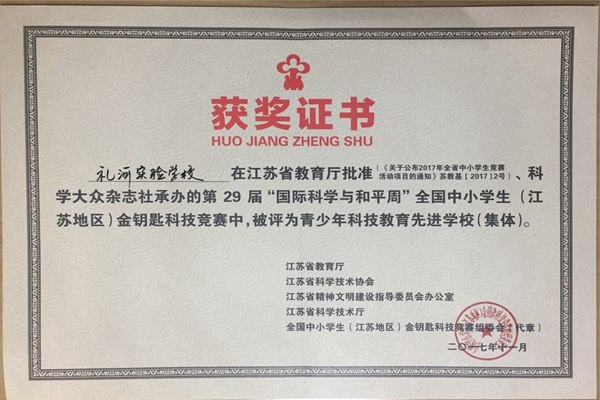 获奖证书
HUO JIANG ZHENG SHU
礼河实验学校 在江苏省教育厅批准(《关于公布2017年全省中小学生竞赛活动项目的通知》苏教基〔2017〕2号)、科
学大众杂志社承办的第 29 届“国际科学与和平周”全国中小学生(江
苏地区)金钥匙科技竞赛中,被评为青少年科技教育先进学校(集体)。
江苏省教育厅
江苏省科学技术协会
江苏省精神文明建设指导委员会办公室
江苏省科学技术厅
全国中小学生(江苏地区)金钥匙科技竞赛组委会(代章)
二〇一七年十一月